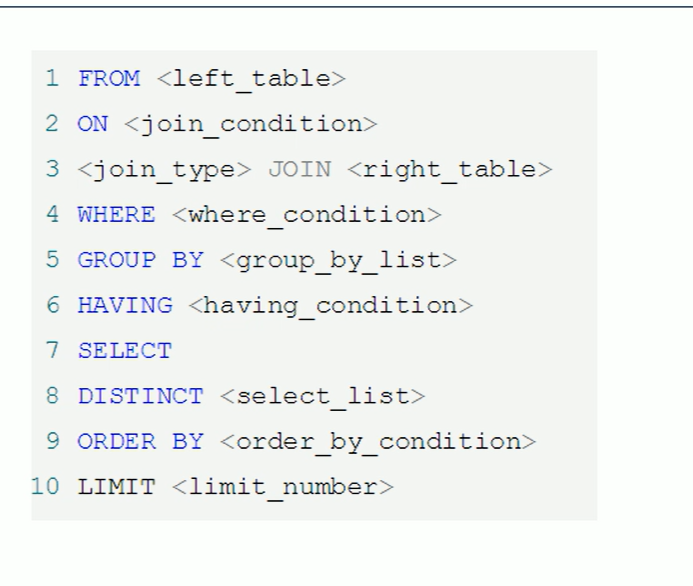 1 FROM <left_table>
2 ON <join_condition>
3 <join_type> JOIN <right_table>
4 WHERE <where_condition>
5 GROUP BY <group_by_list>
6 HAVING <having_condition>
7 SELECT
8 DISTINCT <select_list>
9 ORDER BY <order_by_condition>
10 LIMIT <limit_number>